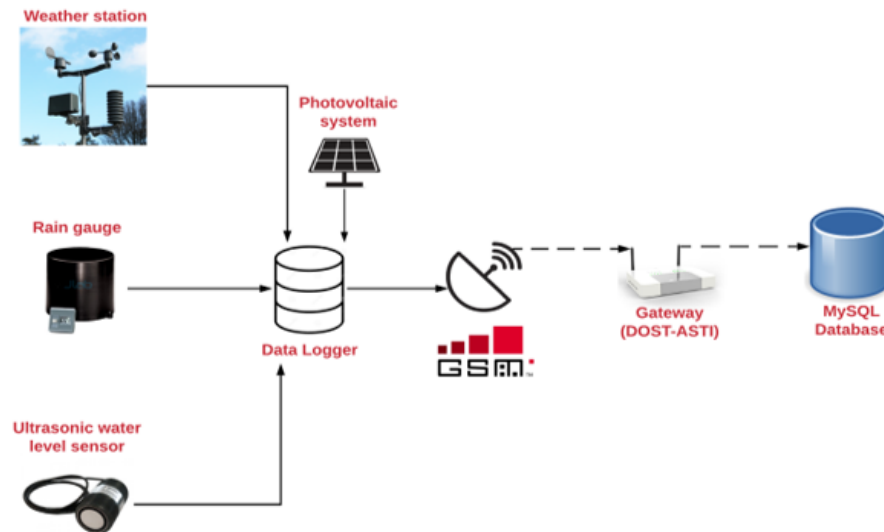 Weather station
Photovoltaic
system
Rain gauge
Data Logger
GSM
Gateway
(DOST-ASTI)
MySQL
Database
Ultrasonic water
level sensor